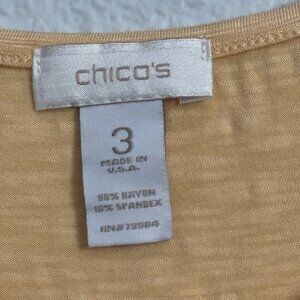 chico's
3
MADE IN
U.S.A.
90% RAYON
10% SPANDEX
RN#79984